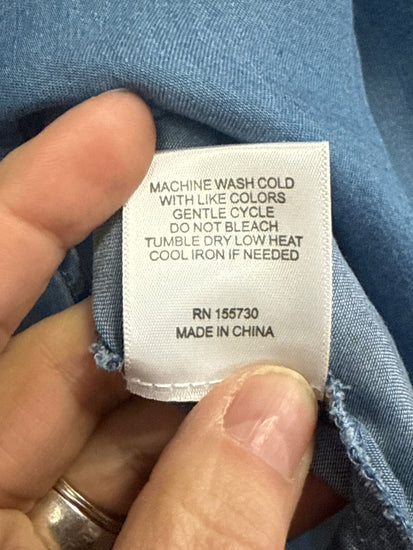 MACHINE WASH COLD
WITH LIKE COLORS
GENTLE CYCLE
DO NOT BLEACH
TUMBLE DRY LOW HEAT
COOL IRON IF NEEDED
RN 155730
MADE IN CHINA